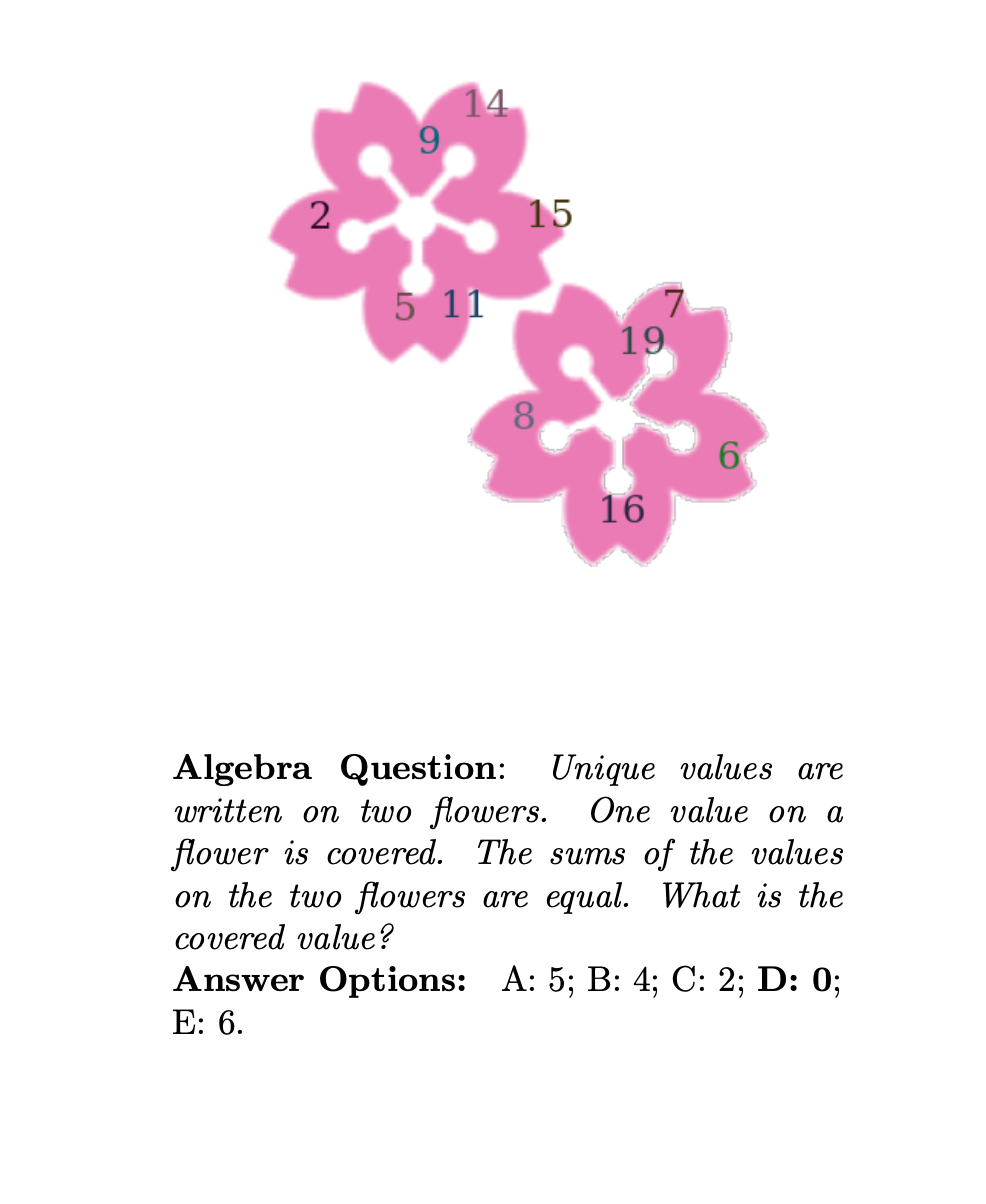 14
9
2
15
5 11
7
19
8
6
16
Algebra Question: Unique values are
written on two flowers. One value on a
flower is covered. The sums of the values
on the two flowers are equal. What is the
covered value?
Answer Options: A: 5; B: 4; C: 2; D: 0;
E: 6.